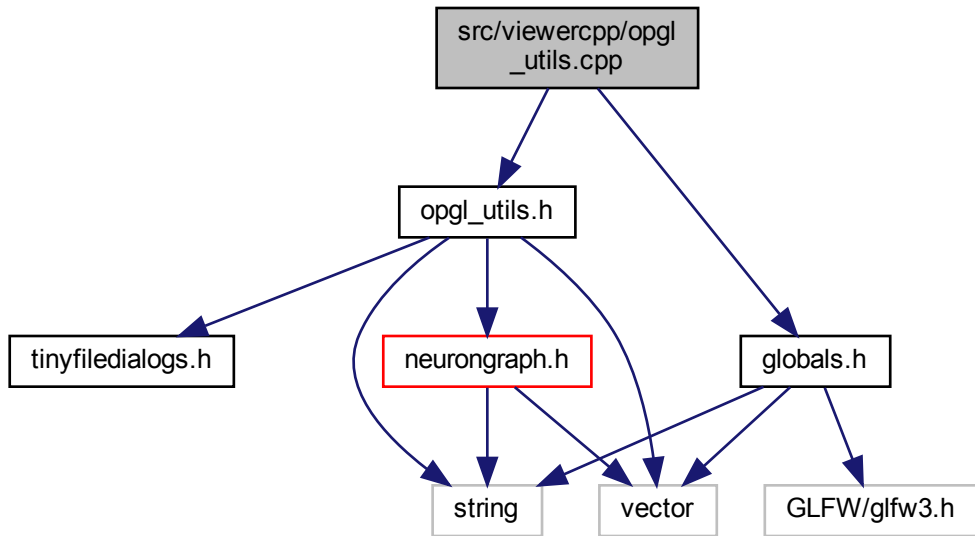 src/viewercpp/opgl
_utils.cpp
opgl_utils.h
tinyfiledialogs.h
neurongraph.h
globals.h
string
vector
GLFW/glfw3.h